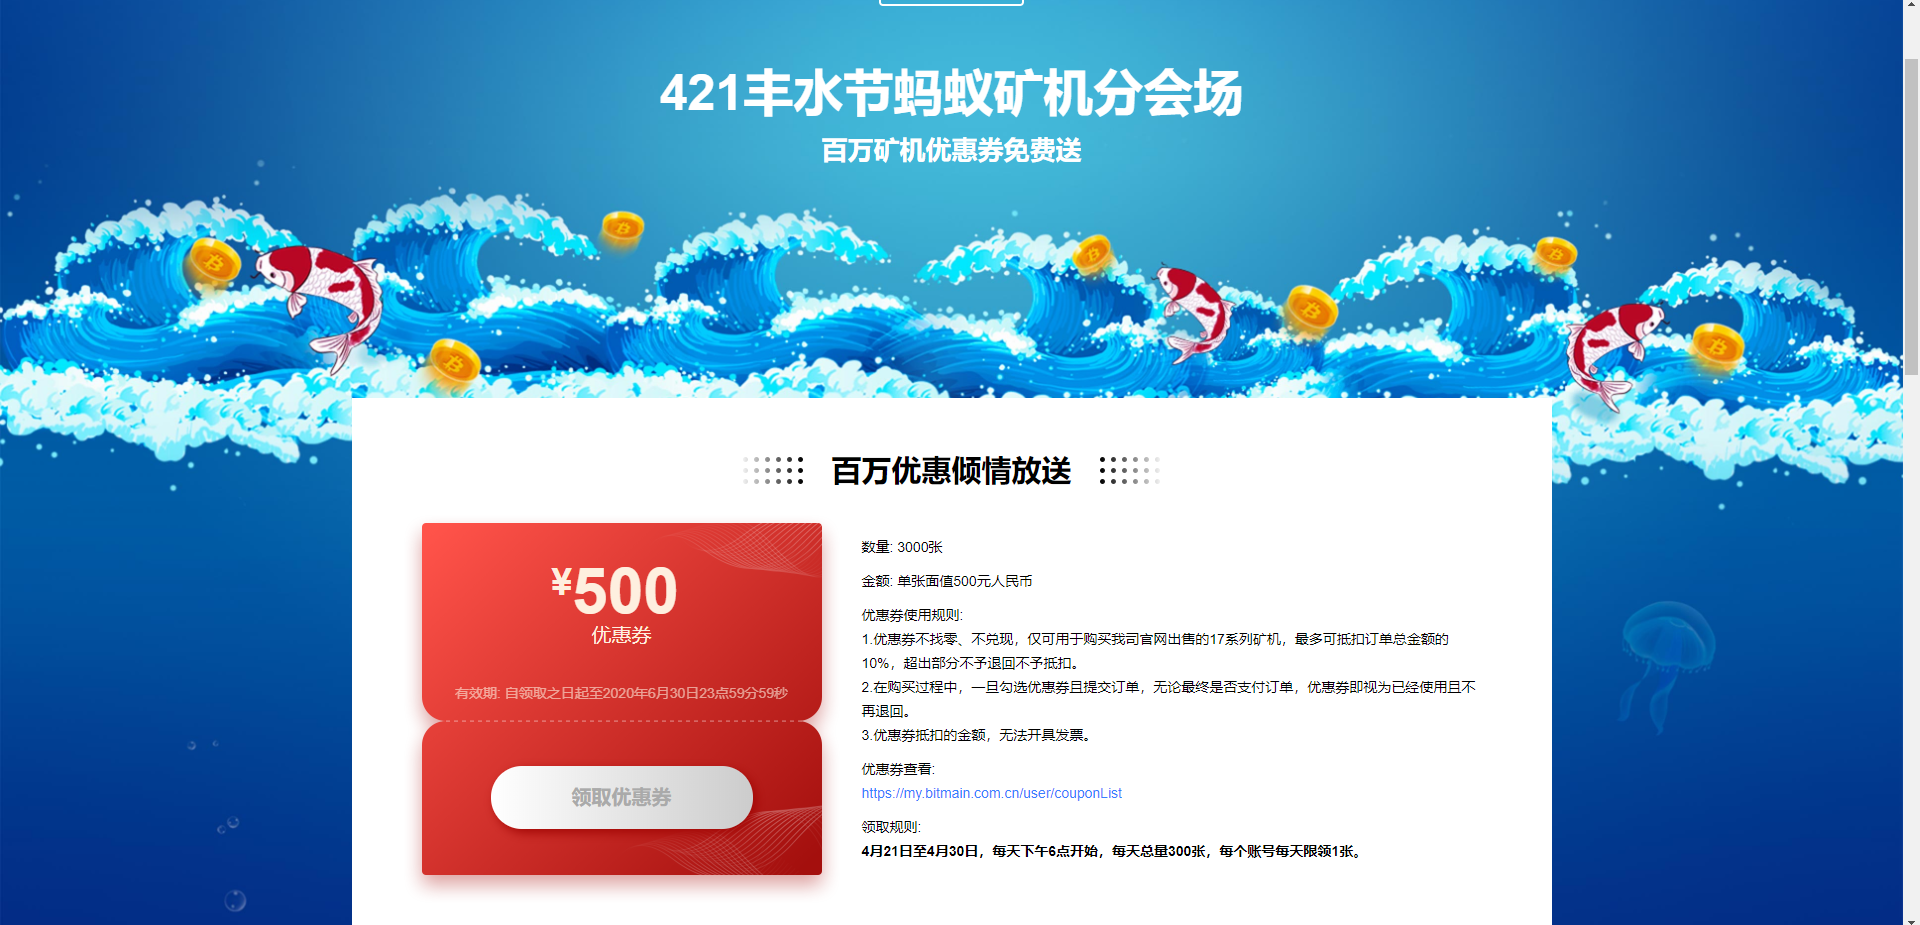 421丰水节蚂蚁矿机分会场
百万矿机优惠券免费送
百万优惠倾情放送
¥500
优惠券
有效期: 自领取之日起至2020年6月30日23点59分59秒
领取优惠券
数量: 3000张
金额: 单张面值500元人民币
优惠券使用规则:
1.优惠券不找零、不兑现，仅可用于购买我司官网出售的17系列矿机，最多可抵扣订单总金额的
10%，超出部分不予退回不予抵扣。
2.在购买过程中，一旦勾选优惠券且提交订单，无论最终是否支付订单，优惠券即视为已经使用且不
再退回。
3.优惠券抵扣的金额，无法开具发票。
优惠券查看:
https://my.bitmain.com.cn/user/couponList
领取规则:
4月21日至4月30日，每天下午6点开始，每天总量300张，每个账号每天限领1张。